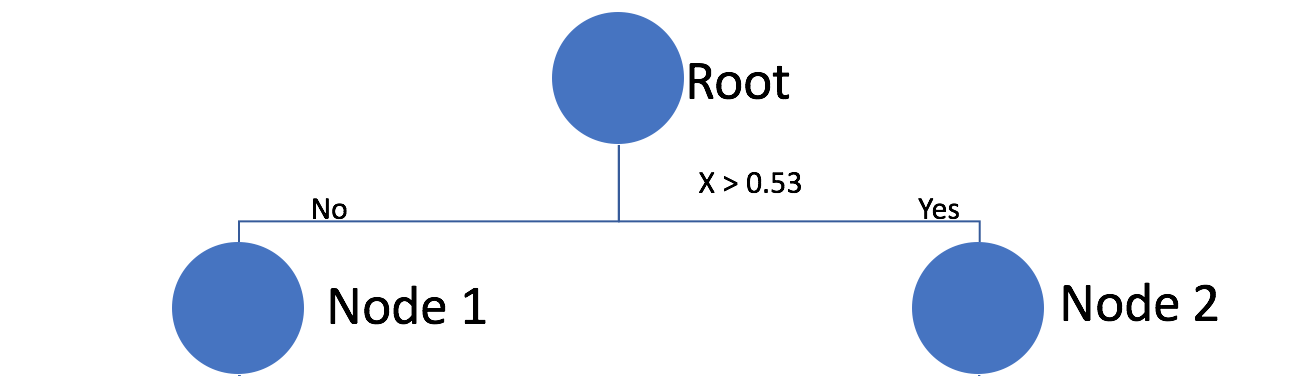 Root
X > 0.53
No
Yes
Node 1
Node 2